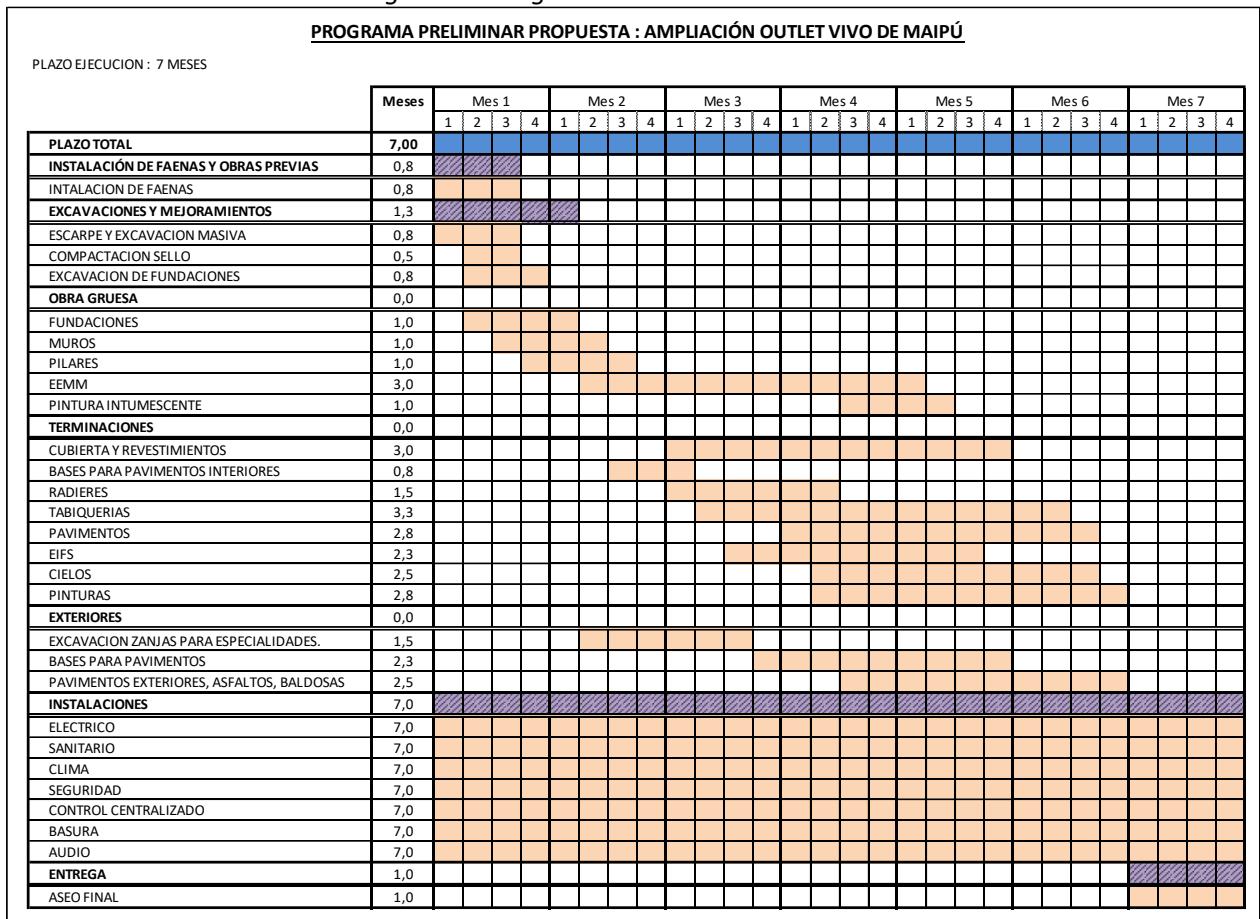 PROGRAMA PRELIMINAR PROPUESTA : AMPLIACIÓN OUTLET VIVO DE MAIPÚ
PLAZO EJECUCION : 7 MESES
Meses Mes 1 Mes 2 Mes 3 Mes 4 Mes 5 Mes 6 Mes 7
1 2 3 4 1 2 3 4 1 2 3 4 1 2 3 4 1 2 3 4 1 2 3 4 1 2 3 4
PLAZO TOTAL 7,00
INSTALACIÓN DE FAENAS Y OBRAS PREVIAS 0,8
INTALACION DE FAENAS 0,8
EXCAVACIONES Y MEJORAMIENTOS 1,3
ESCARPE Y EXCAVACION MASIVA 0,8
COMPACTACION SELLO 0,5
EXCAVACION DE FUNDACIONES 0,8
OBRA GRUESA 0,0
FUNDACIONES 1,0
MUROS 1,0
PILARES 1,0
EEMM 3,0
PINTURA INTUMESCENTE 1,0
TERMINACIONES 0,0
CUBIERTA Y REVESTIMIENTOS 3,0
BASES PARA PAVIMENTOS INTERIORES 0,8
RADIERES 1,5
TABIQUERIAS 3,3
PAVIMENTOS 2,8
EIFS 2,3
CIELOS 2,5
PINTURAS 2,8
EXTERIORES 0,0
EXCAVACION ZANJAS PARA ESPECIALIDADES. 1,5
BASES PARA PAVIMENTOS 2,3
PAVIMENTOS EXTERIORES, ASFALTOS, BALDOSAS 2,5
INSTALACIONES 7,0
ELECTRICO 7,0
SANITARIO 7,0
CLIMA 7,0
SEGURIDAD 7,0
CONTROL CENTRALIZADO 7,0
BASURA 7,0
AUDIO 7,0
ENTREGA 1,0
ASEO FINAL 1,0